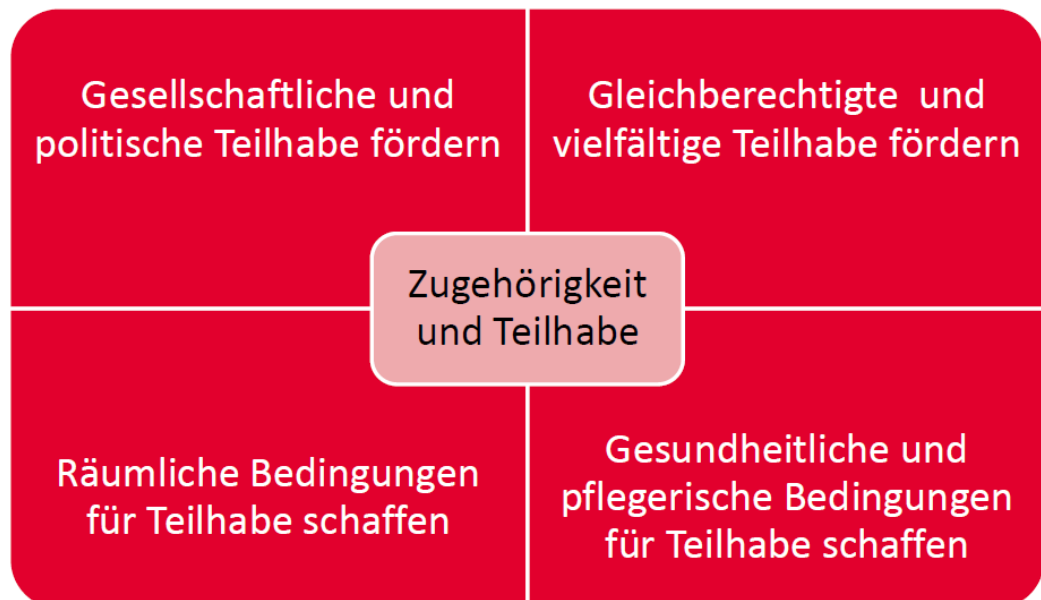 Gesellschaftliche und
politische Teilhabe fördern
Gleichberechtigte und
vielfältige Teilhabe fördern
Zugehörigkeit
und Teilhabe
Räumliche Bedingungen
für Teilhabe schaffen
Gesundheitliche und
pflegerische Bedingungen
für Teilhabe schaffen